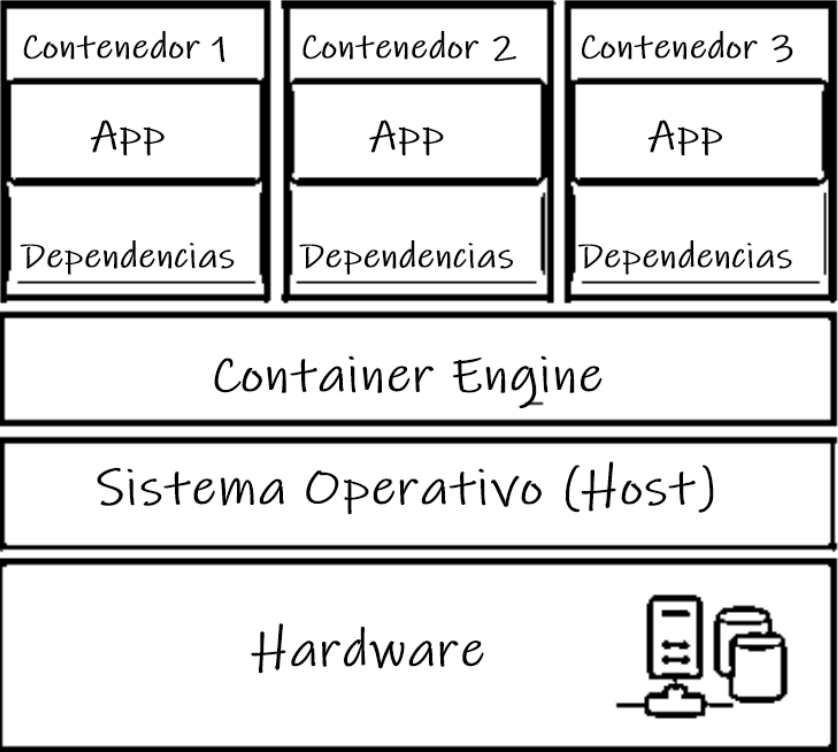 Contenedor 1
Contenedor 2
Contenedor 3
App
App
App
Dependencias
Dependencias
Dependencias
Container Engine
Sistema Operativo (Host)
Hardware